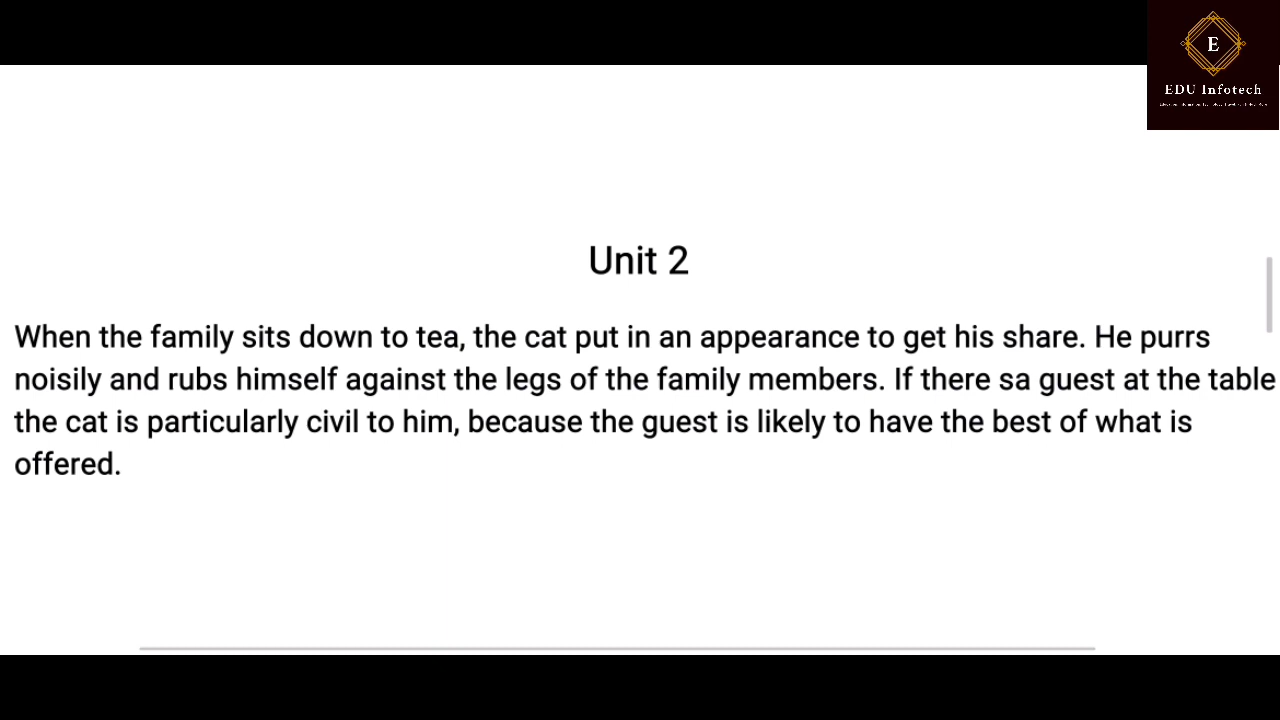 E
EDU Infotech
Unit 2
When the family sits down to tea, the cat put in an appearance to get his share. He purrs
noisily and rubs himself against the legs of the family members. If there sa guest at the table
the cat is particularly civil to him, because the guest is likely to have the best of what is
offered.